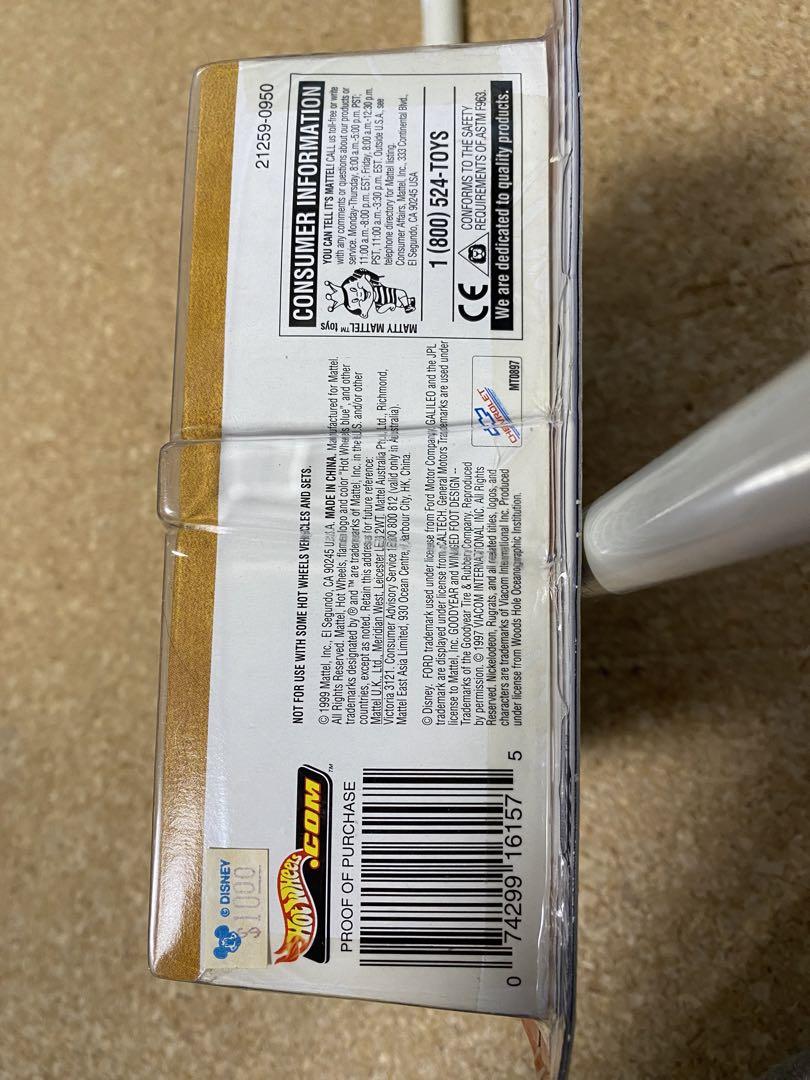 21259-0950
CONSUMER INFORMATION
YOU CAN TELL IT'S MATTEL! CALL us toll-free or write
with any comments or questions about our products or
service. Monday-Thursday, 8:00 a.m.-5:00 p.m. PST;
11:00 a.m.-8:00 p.m. EST; Friday, 8:00 a.m.-12:30 p.m.
PST, 11:00 a.m.-3:30 p.m. EST. Outside U.S.A., see
telephone directory for Mattel listing.
Consumer Affairs, Mattel, Inc., 333 Continental Blvd.,
El Segundo, CA 90245 USA
MATTY MATTEL™ toys
1 (800) 524-TOYS
CE
CONFORMS TO THE SAFETY
REQUIREMENTS OF ASTM F963.
We are dedicated to quality products.
NOT FOR USE WITH SOME HOT WHEELS VEHICLES AND SETS.
© 1999 Mattel, Inc., El Segundo, CA 90245 U.S.A. MADE IN CHINA. Manufactured for Mattel.
All Rights Reserved. Mattel, Hot Wheels, flame logo and color "Hot Wheels blue", and other
trademarks designated by ® and ™ are trademarks of Mattel, Inc. in the U.S. and/or other
countries, except as noted. Retain this address for future reference:
Mattel U.K., Ltd., Meridian West, Leicester LE3 2WT. Mattel Australia Pty., Ltd., Richmond,
Victoria 3121. Consumer Advisory Service 1 800 800 812 (valid only in Australia).
Mattel East Asia Limited, 930 Ocean Centre, Harbour City, HK, China.
© Disney. FORD trademark used under license from Ford Motor Company. GALILEO and the JPL
trademark are displayed under license from CALTECH. General Motors Trademarks are used under
license to Mattel, Inc. GOODYEAR and WINGED FOOT DESIGN --
Trademarks of the Goodyear Tire & Rubber Company. Reproduced
by permission. © 1997 VIACOM INTERNATIONAL INC. All Rights
Reserved. Nickelodeon, Rugrats, and all related titles, logos, and
characters are trademarks of Viacom International Inc. Produced
under license from Woods Hole Oceanographic Institution.
CHEVROLET
MT0897
© DISNEY
$1000
HOT WHEELS.COM™
PROOF OF PURCHASE
0 74299 16157 5